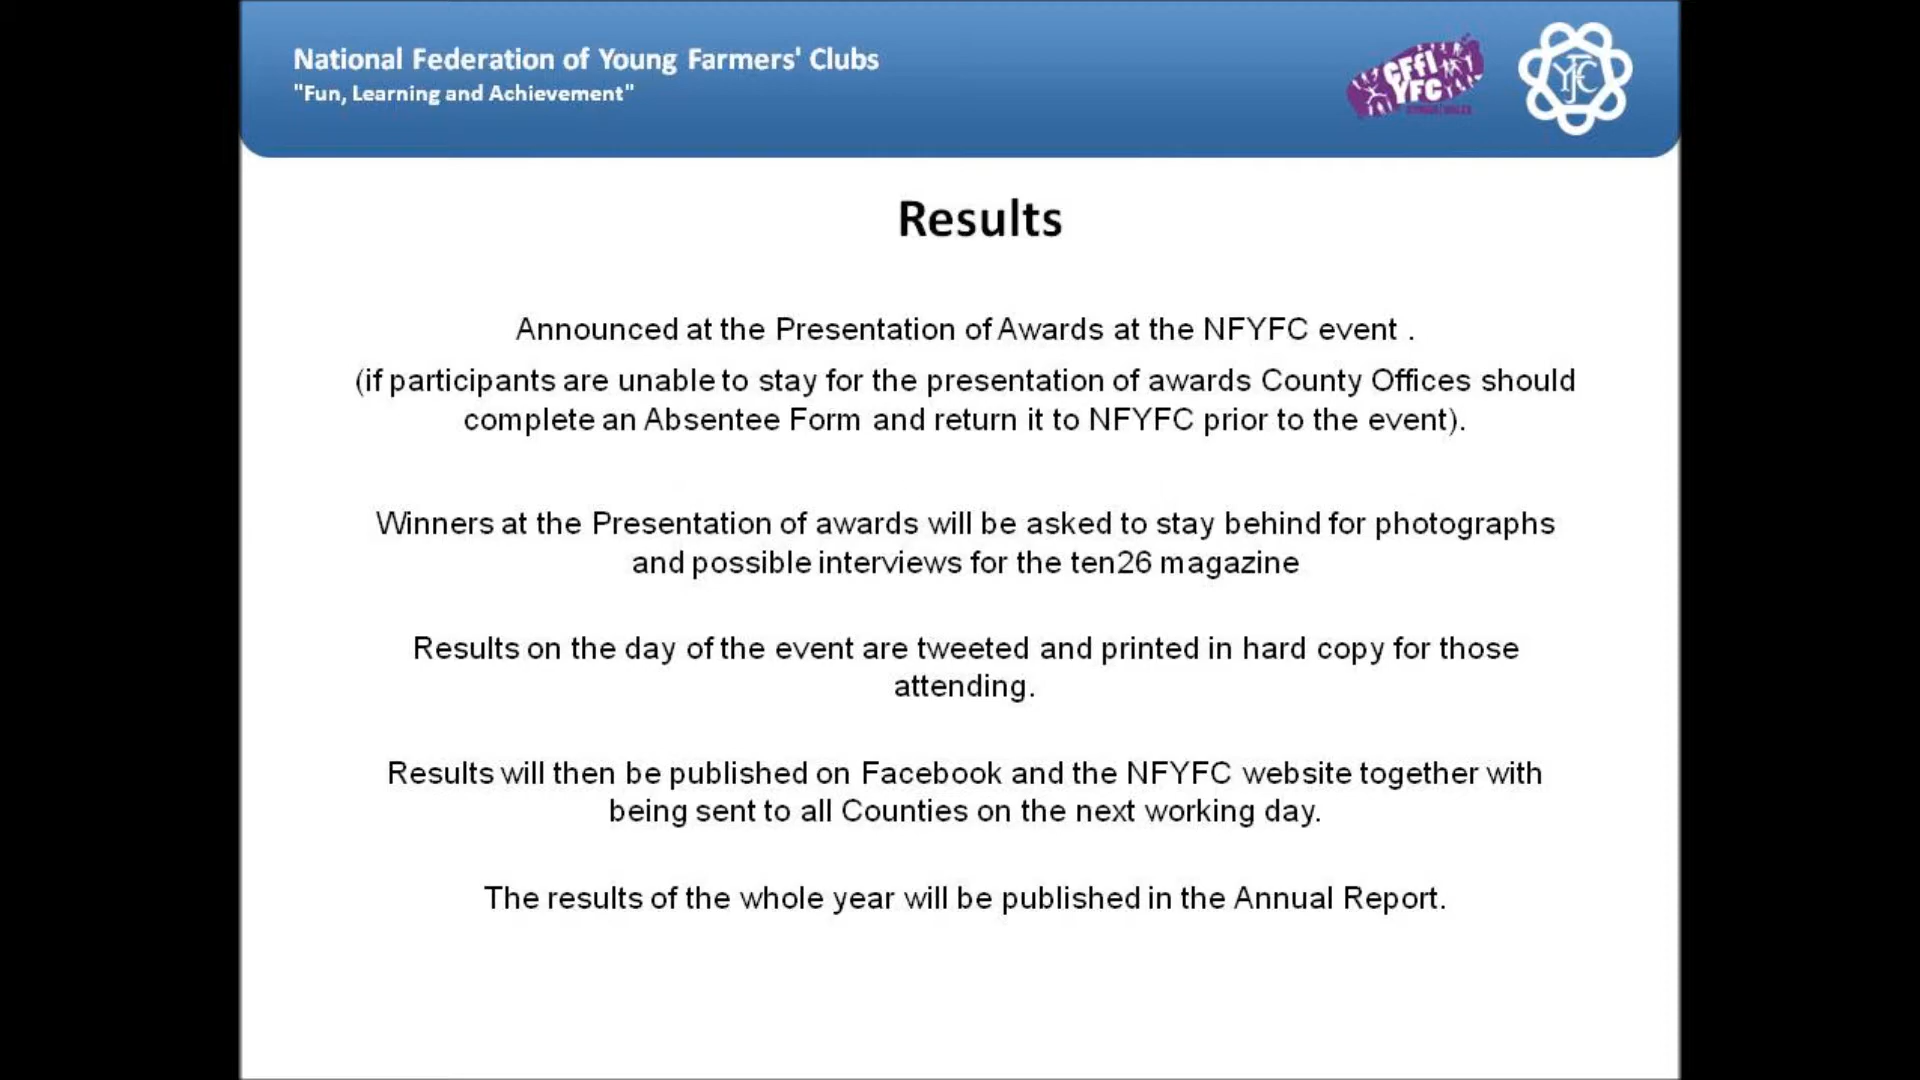 National Federation of Young Farmers' Clubs
"Fun, Learning and Achievement"
CFfI
YFC
YFC
Results
Announced at the Presentation of Awards at the NFYFC event .
(if participants are unable to stay for the presentation of awards County Offices should
complete an Absentee Form and return it to NFYFC prior to the event).
Winners at the Presentation of awards will be asked to stay behind for photographs
and possible interviews for the ten26 magazine
Results on the day of the event are tweeted and printed in hard copy for those
attending.
Results will then be published on Facebook and the NFYFC website together with
being sent to all Counties on the next working day.
The results of the whole year will be published in the Annual Report.